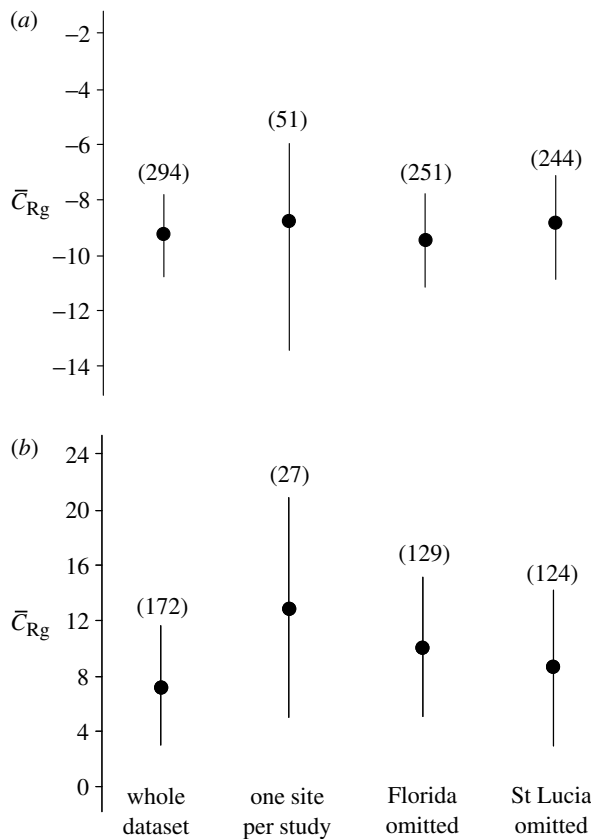 (a)
−2
−4
−6
−8
−10
−12
−14
C̄Rg
(294)
(51)
(251)
(244)
(b)
24
20
16
12
8
4
0
C̄Rg
(172)
(27)
(129)
(124)
whole
dataset
one site
per study
Florida
omitted
St Lucia
omitted